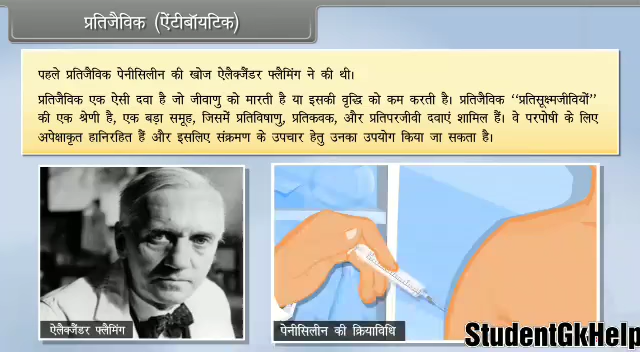 प्रतिजैविक (ऐंटीबॉयटिक)
पहले प्रतिजैविक पेनीसिलीन की खोज ऐलैक्जैंडर फ्लैमिंग ने की थी।
प्रतिजैविक एक ऐसी दवा है जो जीवाणु को मारती है या इसकी वृद्धि को कम करती है। प्रतिजैविक “प्रतिसूक्ष्मजीवियों”
की एक श्रेणी है, एक बड़ा समूह, जिसमें प्रतिविषाणु, प्रतिकवक, और प्रतिपरजीवी दवाएं शामिल हैं। वे परपोषी के लिए
अपेक्षाकृत हानिरहित हैं और इसलिए संक्रमण के उपचार हेतु उनका उपयोग किया जा सकता है।
ऐलैक्जैंडर फ्लैमिंग
पेनीसिलीन की क्रियाविधि
StudentGkHelp